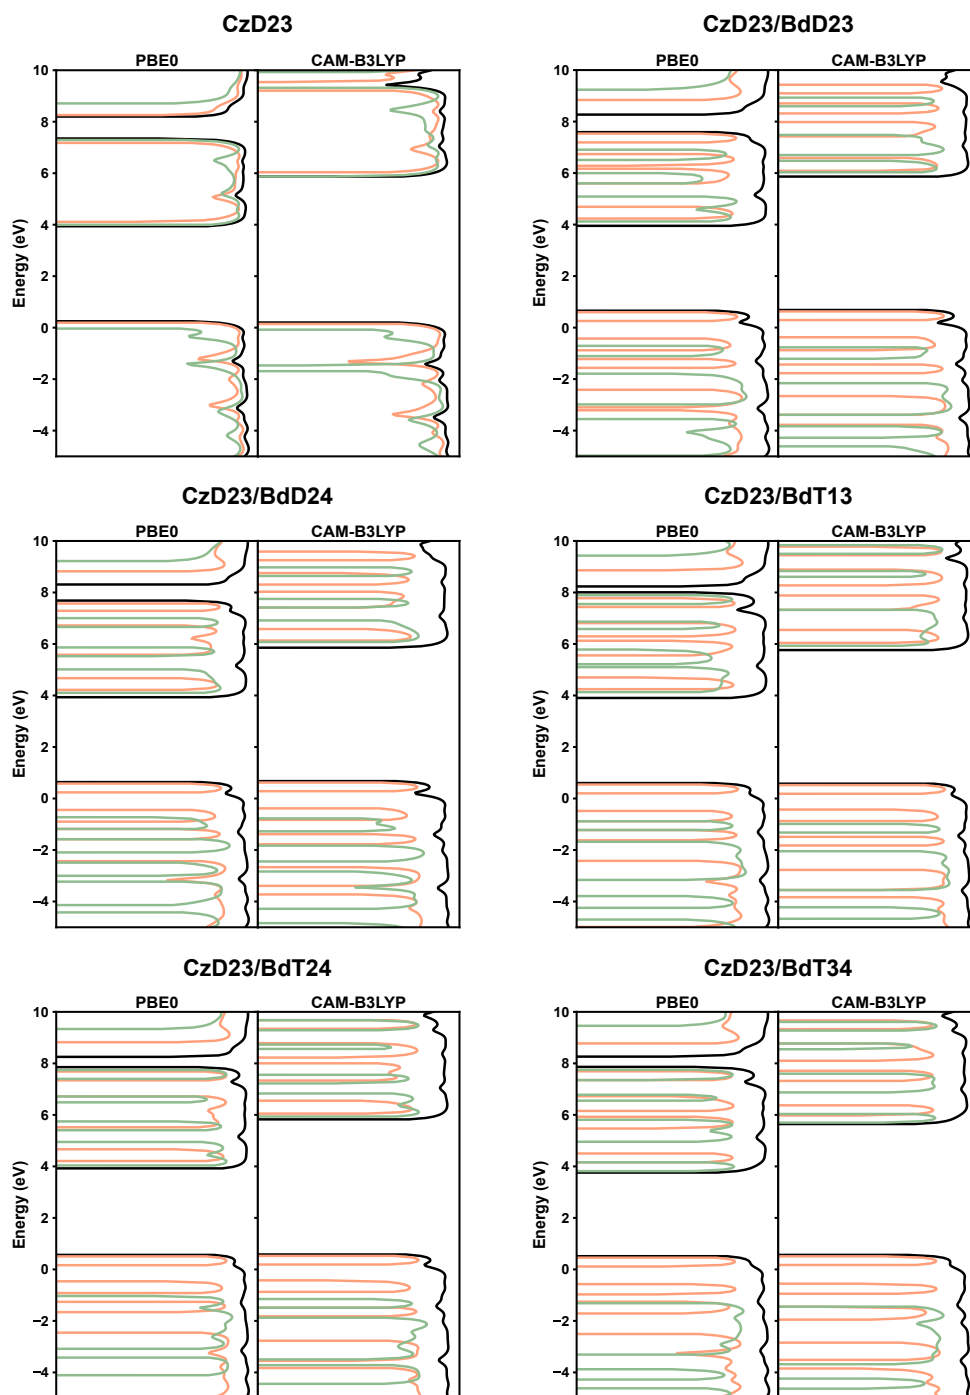 CzD23
PBE0 CAM-B3LYP
10
8
6
4
2
0
−2
−4
Energy (eV)
CzD23/BdD23
PBE0 CAM-B3LYP
10
8
6
4
2
0
−2
−4
Energy (eV)
CzD23/BdD24
PBE0 CAM-B3LYP
10
8
6
4
2
0
−2
−4
Energy (eV)
CzD23/BdT13
PBE0 CAM-B3LYP
10
8
6
4
2
0
−2
−4
Energy (eV)
CzD23/BdT24
PBE0 CAM-B3LYP
10
8
6
4
2
0
−2
−4
Energy (eV)
CzD23/BdT34
PBE0 CAM-B3LYP
10
8
6
4
2
0
−2
−4
Energy (eV)